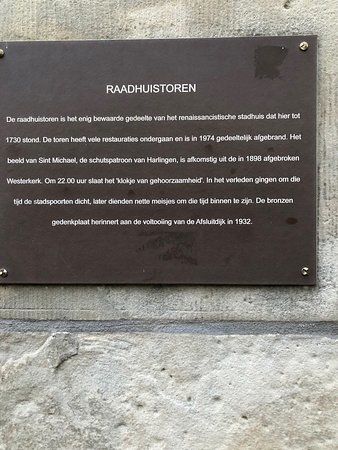 RAADHUISTOREN
De raadhuistoren is het enig bewaarde gedeelte van het renaissancistische stadhuis dat hier tot
1730 stond. De toren heeft vele restauraties ondergaan en is in 1974 gedeeltelijk afgebrand. Het
beeld van Sint Michael, de schutspatroon van Harlingen, is afkomstig uit de in 1898 afgebroken
Westerkerk. Om 22.00 uur slaat het 'klokje van gehoorzaamheid'. In het verleden gingen om die
tijd de stadspoorten dicht, later dienden nette meisjes om die tijd binnen te zijn. De bronzen
gedenkplaat herinnert aan de voltooiing van de Afsluitdijk in 1932.